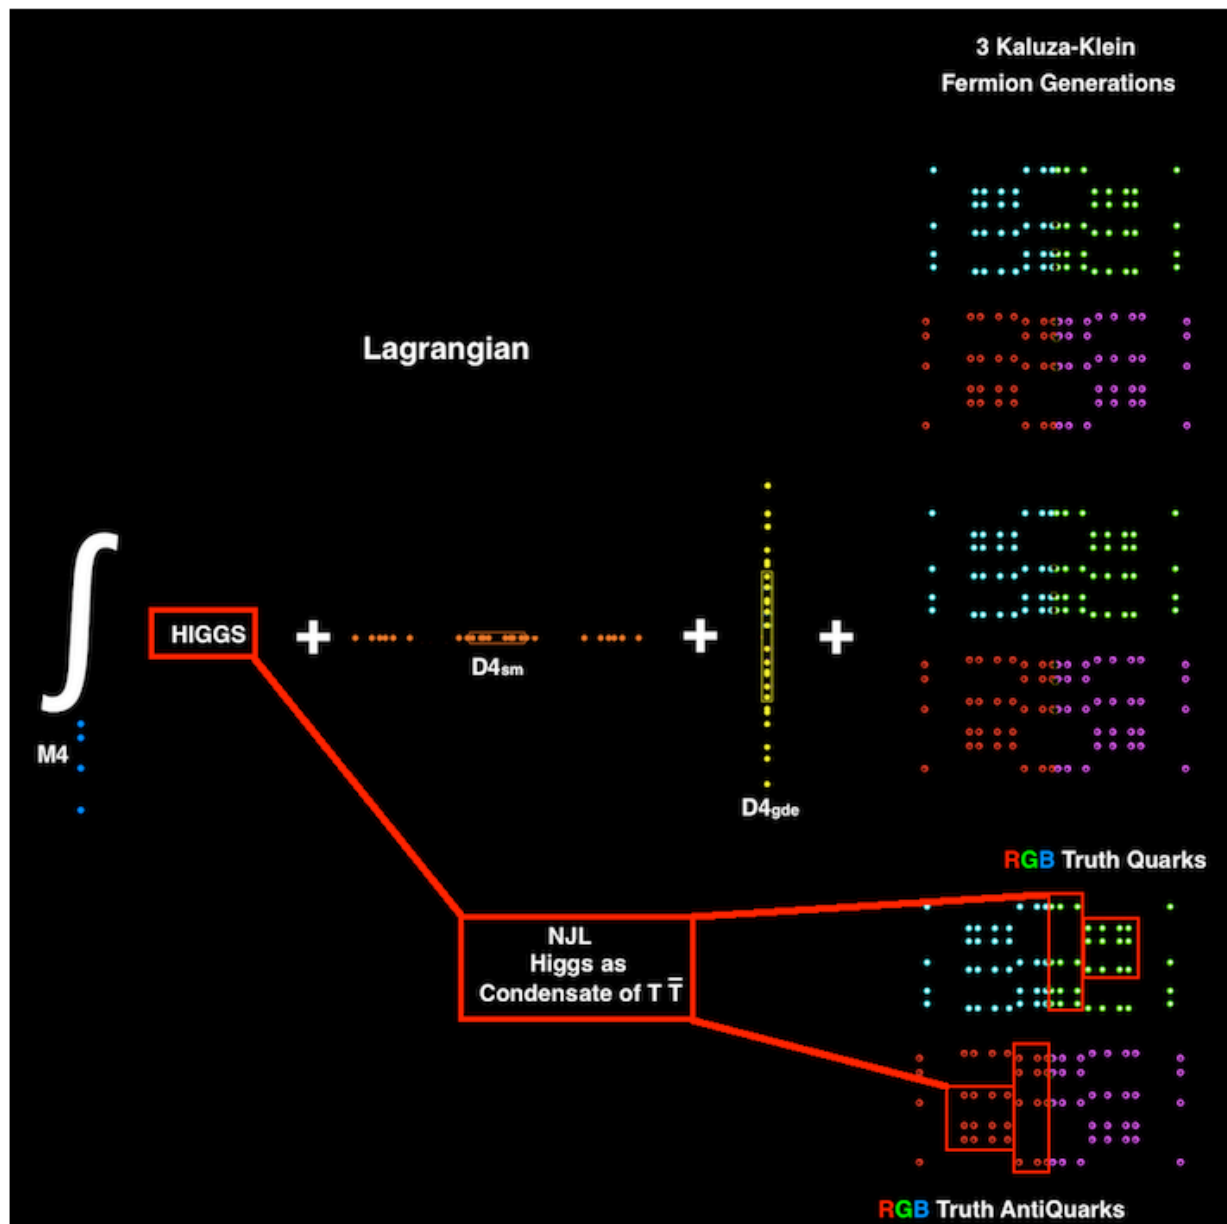 3 Kaluza-Klein
Fermion Generations
Lagrangian
∫
HIGGS
+
D4sm
+
+
M4
D4gde
RGB Truth Quarks
NJL
Higgs as
Condensate of T T̅
RGB Truth AntiQuarks